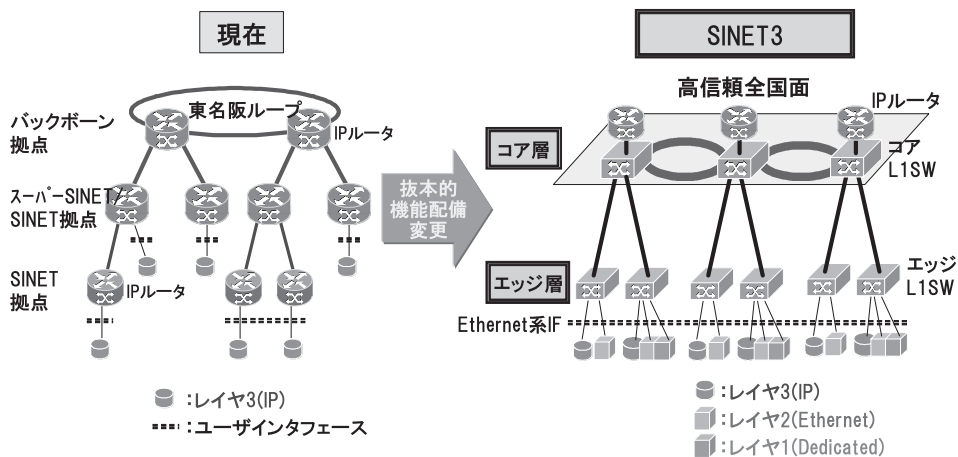 現在
東名阪ループ
バックボーン
拠点
IPルータ
スーパーSINET/
SINET拠点
SINET
拠点
IPルータ
:レイヤ3(IP)
:ユーザインタフェース
抜本的
機能配備
変更
SINET3
高信頼全国面
IPルータ
コア層
コア
L1SW
エッジ層
エッジ
L1SW
Ethernet系IF
:レイヤ3(IP)
:レイヤ2(Ethernet)
:レイヤ1(Dedicated)